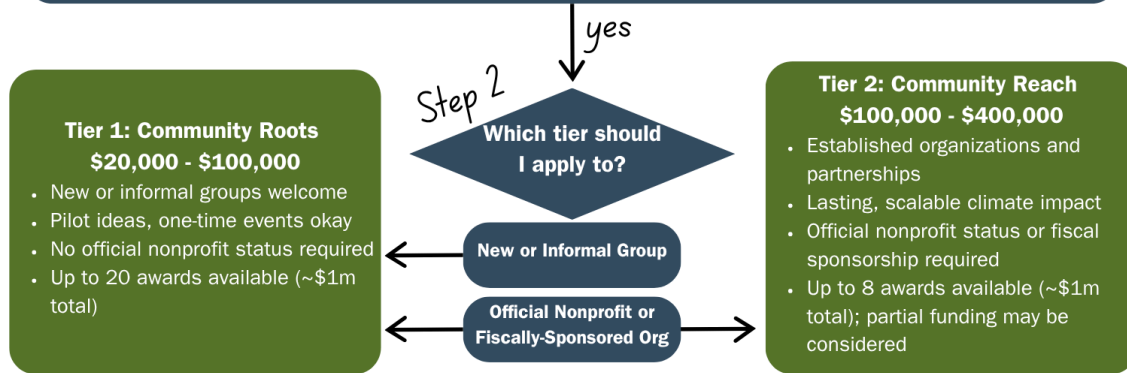 yes
Step 2
Which tier should
I apply to?
Tier 1: Community Roots
$20,000 - $100,000
• New or informal groups welcome
• Pilot ideas, one-time events okay
• No official nonprofit status required
• Up to 20 awards available (~$1m
total)
New or Informal Group
Official Nonprofit or
Fiscally-Sponsored Org
Tier 2: Community Reach
$100,000 - $400,000
• Established organizations and
partnerships
• Lasting, scalable climate impact
• Official nonprofit status or fiscal
sponsorship required
• Up to 8 awards available (~$1m
total); partial funding may be
considered